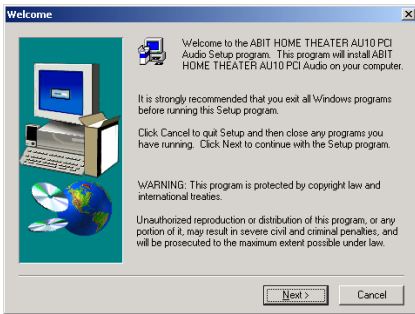 Welcome
Welcome to the ABIT HOME THEATER AU10 PCI
Audio Setup program. This program will install ABIT
HOME THEATER AU10 PCI Audio on your computer.
It is strongly recommended that you exit all Windows programs
before running this Setup program.
Click Cancel to quit Setup and then close any programs you
have running. Click Next to continue with the Setup program.
WARNING: This program is protected by copyright law and
international treaties.
Unauthorized reproduction or distribution of this program, or any
portion of it, may result in severe civil and criminal penalties, and
will be prosecuted to the maximum extent possible under law.
Next >
Cancel